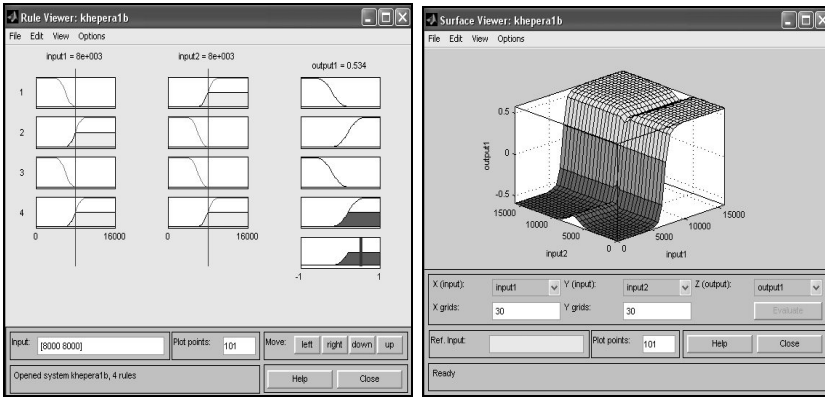 Rule Viewer: khepera1b
File Edit View Options
input1 = 8e+003
input2 = 8e+003
output1 = 0.534
1
2
3
4
0
16000
0
16000
-1
1
Input:
[8000 8000]
Plot points:
101
Move:
left
right
down
up
Opened system khepera1b, 4 rules
Help
Close
Surface Viewer: khepera1b
File Edit View Options
0.5
0
-0.5
output1
15000
10000
5000
0
input2
0
5000
10000
15000
input1
X (input):
input1
Y (input):
input2
Z (output):
output1
X grids:
30
Y grids:
30
Evaluate
Ref. Input:
Plot points:
101
Help
Close
Ready